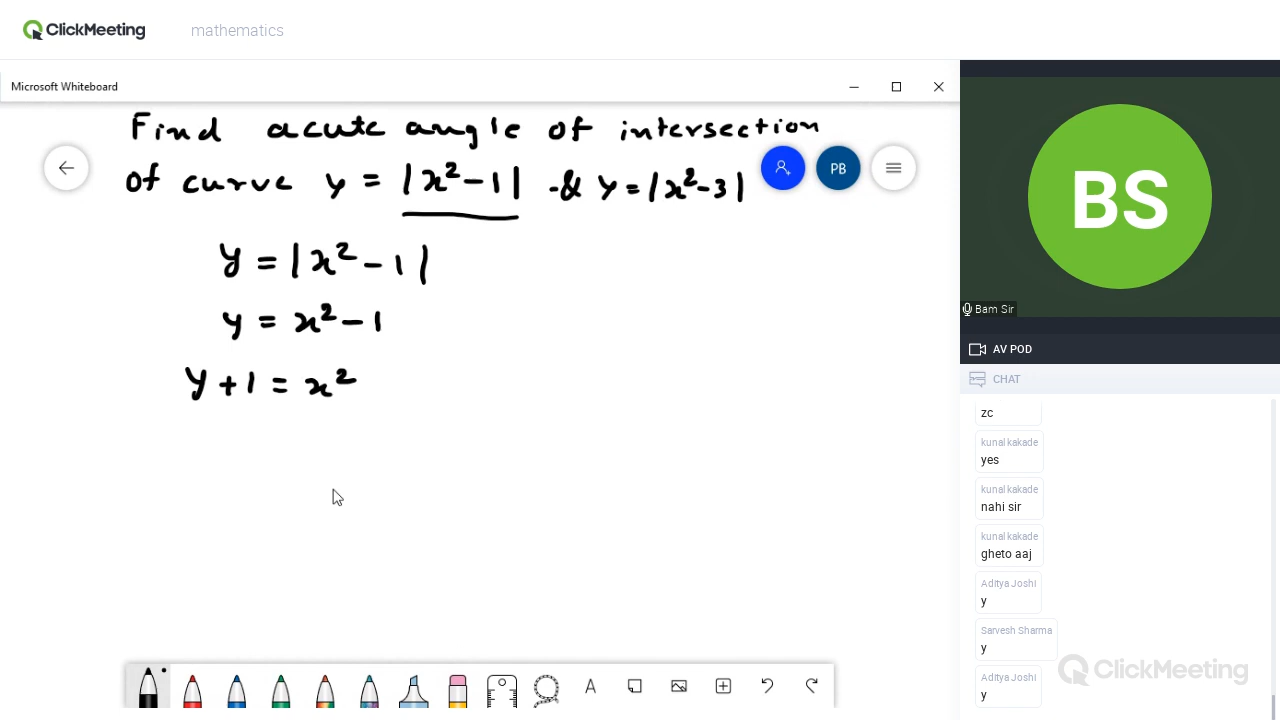 ClickMeeting
mathematics
Microsoft Whiteboard
Find acute angle of intersection
of curve y = |x²-1| & y = |x²-3|
y = |x²-1|
y = x²-1
y+1 = x²
PB
A
BS
Bam Sir
AV POD
CHAT
zc
kunal kakade
yes
kunal kakade
nahi sir
kunal kakade
gheto aaj
Aditya Joshi
y
Sarvesh Sharma
y
Aditya Joshi
y
ClickMeeting